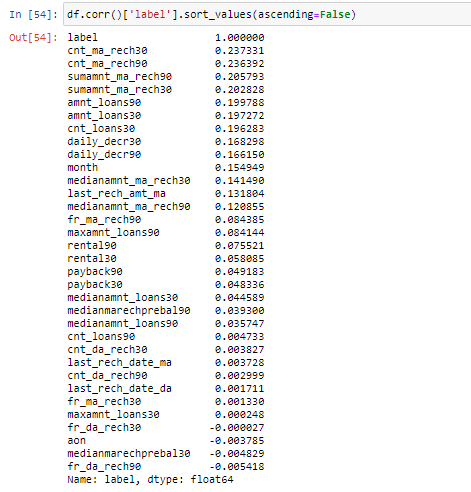 In [54]: df.corr()['label'].sort_values(ascending=False)
Out[54]: label 1.000000
cnt_ma_rech30 0.237331
cnt_ma_rech90 0.236392
sumamnt_ma_rech90 0.205793
sumamnt_ma_rech30 0.202828
amnt_loans90 0.199788
amnt_loans30 0.197272
cnt_loans30 0.196283
daily_decr30 0.168298
daily_decr90 0.166150
month 0.154949
medianamnt_ma_rech30 0.141490
last_rech_amt_ma 0.131804
medianamnt_ma_rech90 0.120855
fr_ma_rech90 0.084385
maxamnt_loans90 0.084144
rental90 0.075521
rental30 0.058085
payback90 0.049183
payback30 0.048336
medianamnt_loans30 0.044589
medianmarechprebal90 0.039300
medianamnt_loans90 0.035747
cnt_loans90 0.004733
cnt_da_rech30 0.003827
last_rech_date_ma 0.003728
cnt_da_rech90 0.002999
last_rech_date_da 0.001711
fr_ma_rech30 0.001330
maxamnt_loans30 0.000248
fr_da_rech30 -0.000027
aon -0.003785
medianmarechprebal30 -0.004829
fr_da_rech90 -0.005418
Name: label, dtype: float64